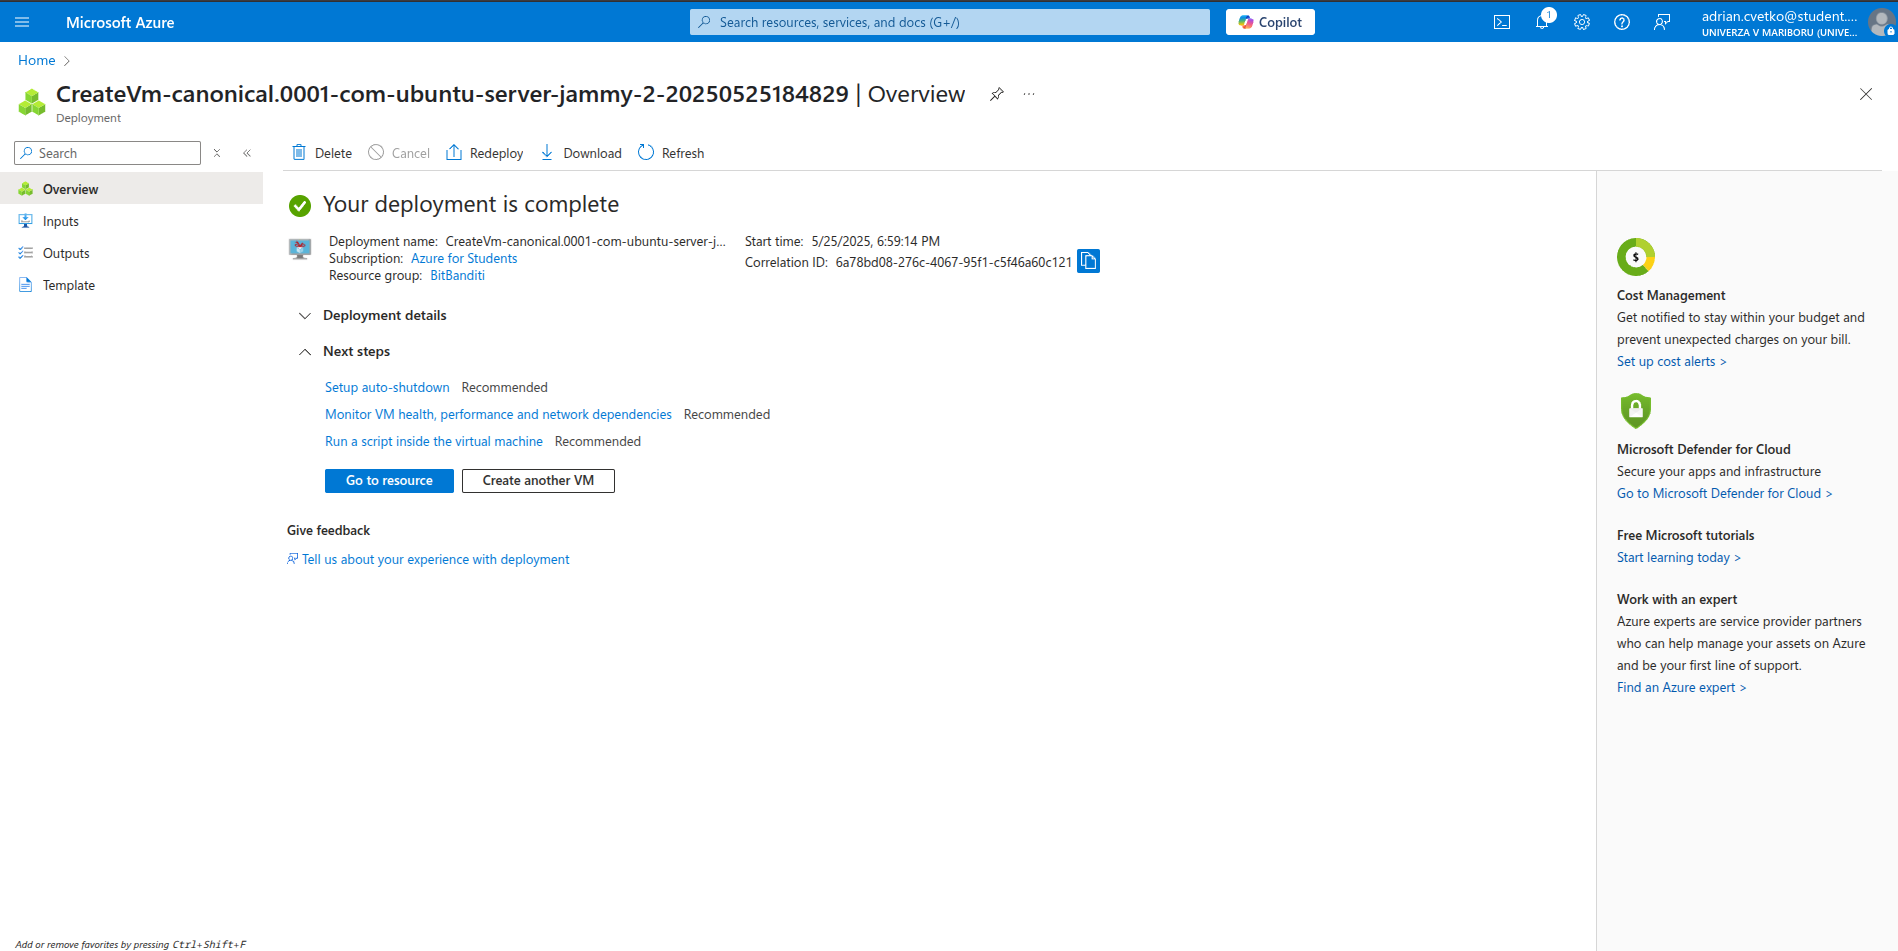 Microsoft Azure
Search resources, services, and docs (G+/)
Copilot
1
adrian.cvetko@student....
UNIVERZA V MARIBORU (UNIVE...
Home
CreateVm-canonical.0001-com-ubuntu-server-jammy-2-20250525184829 | Overview
Deployment
Search
Delete
Cancel
Redeploy
Download
Refresh
Overview
Inputs
Outputs
Template
Your deployment is complete
Deployment name: CreateVm-canonical.0001-com-ubuntu-server-j...
Subscription: Azure for Students
Resource group: BitBanditi
Start time: 5/25/2025, 6:59:14 PM
Correlation ID: 6a78bd08-276c-4067-95f1-c5f46a60c121
Deployment details
Next steps
Setup auto-shutdown Recommended
Monitor VM health, performance and network dependencies Recommended
Run a script inside the virtual machine Recommended
Go to resource
Create another VM
Give feedback
Tell us about your experience with deployment
$
Cost Management
Get notified to stay within your budget and
prevent unexpected charges on your bill.
Set up cost alerts >
Microsoft Defender for Cloud
Secure your apps and infrastructure
Go to Microsoft Defender for Cloud >
Free Microsoft tutorials
Start learning today >
Work with an expert
Azure experts are service provider partners
who can help manage your assets on Azure
and be your first line of support.
Find an Azure expert >
Add or remove favorites by pressing Ctrl+Shift+F